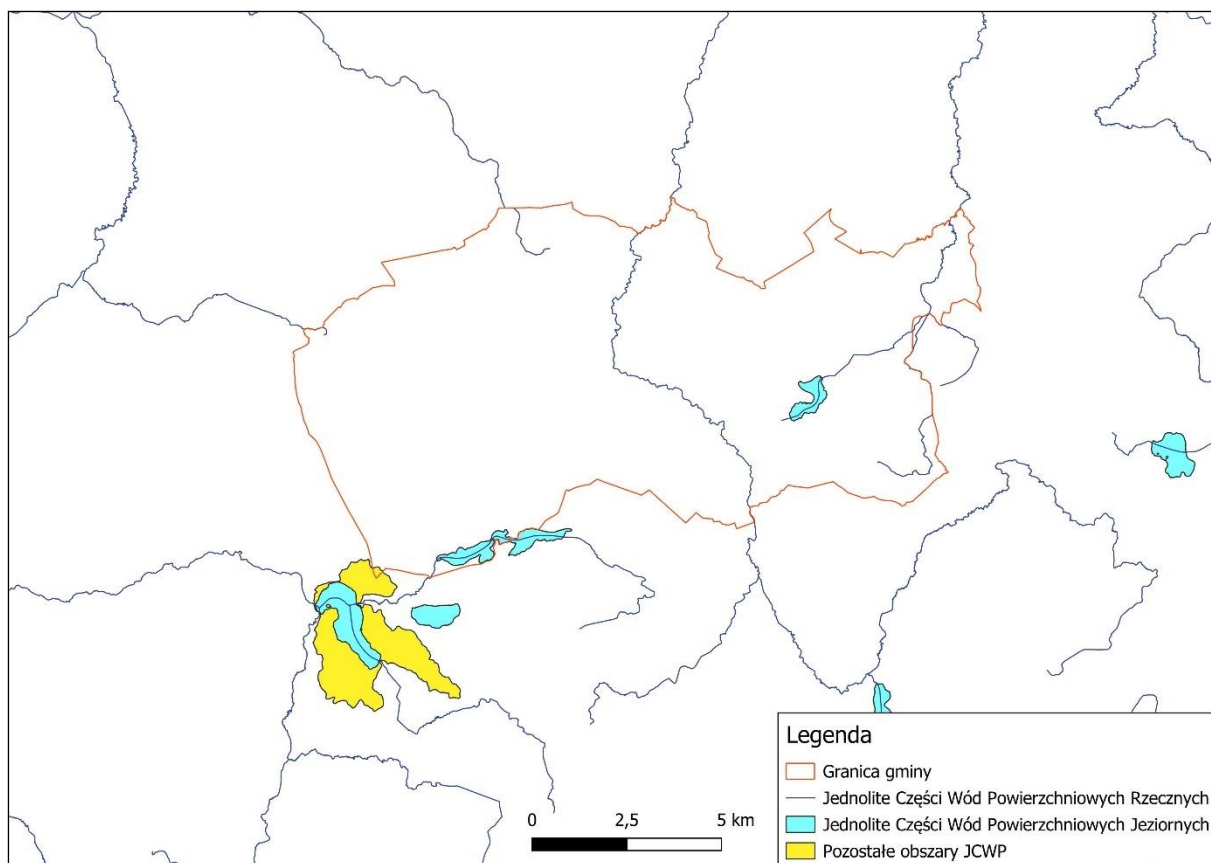 Legenda
Granica gminy
Jednolite Części Wód Powierzchniowych Rzecznych
Jednolite Części Wód Powierzchniowych Jeziornych
Pozostałe obszary JCWP
0 2,5 5 km